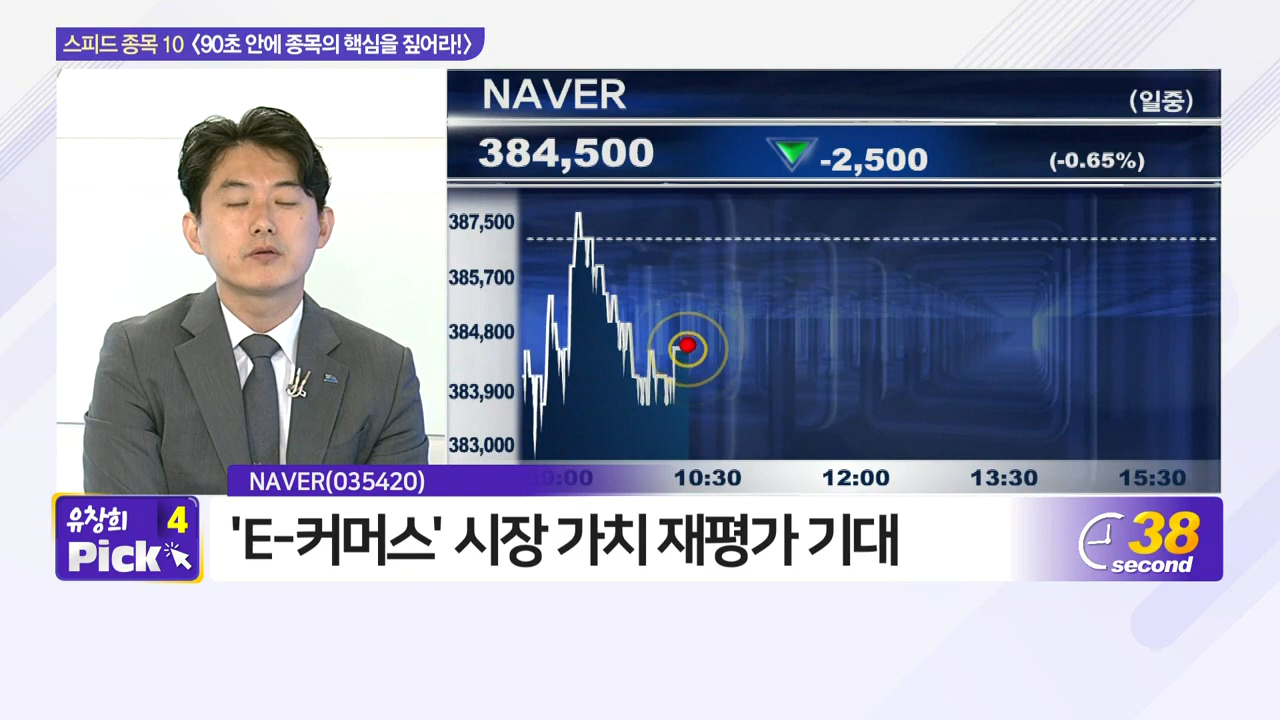 스피드 종목 10 <90초 안에 종목의 핵심을 짚어라!>
NAVER
(일중)
384,500
-2,500
(-0.65%)
387,500
385,700
384,800
383,900
383,000
10:30
12:00
13:30
15:30
NAVER(035420)
유창희 4
Pick
'E-커머스' 시장 가치 재평가 기대
38
second